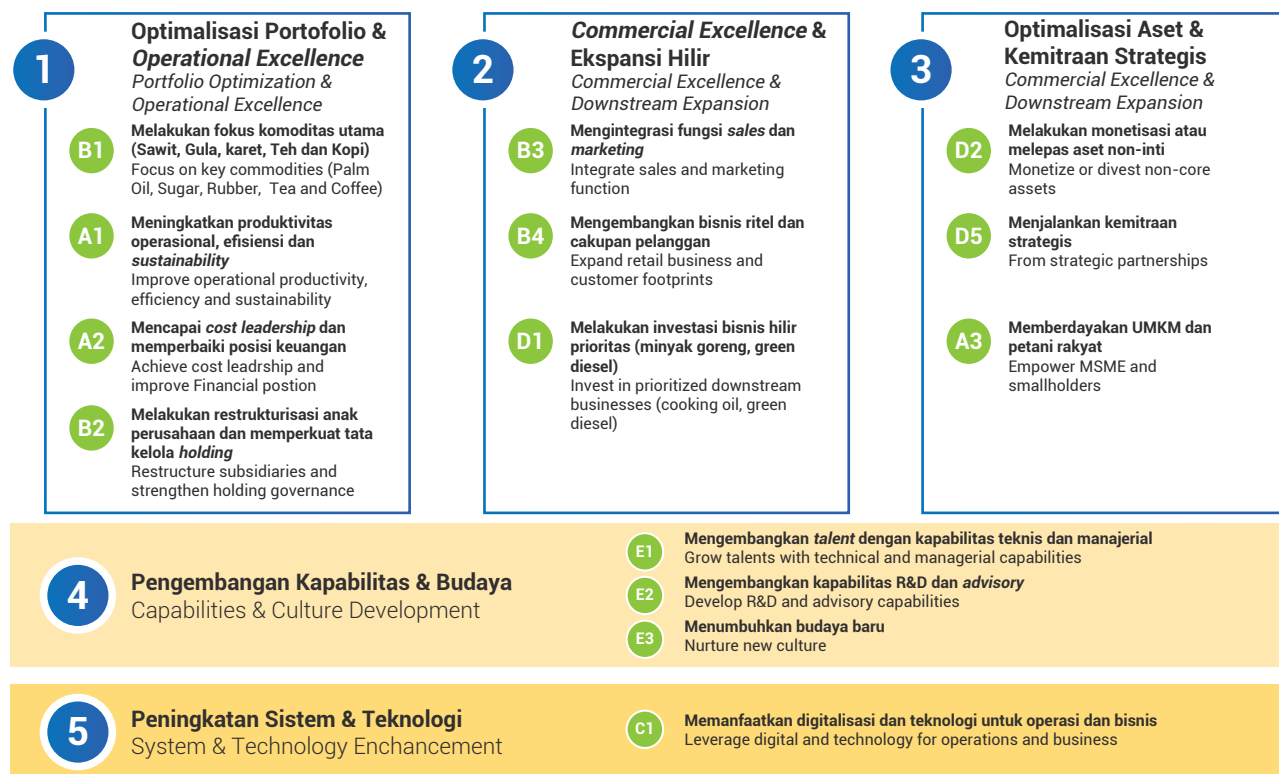 1
Optimalisasi Portofolio &
Operational Excellence
Portfolio Optimization &
Operational Excellence
B1
Melakukan fokus komoditas utama
(Sawit, Gula, karet, Teh dan Kopi)
Focus on key commodities (Palm
Oil, Sugar, Rubber, Tea and Coffee)
A1
Meningkatkan produktivitas
operasional, efisiensi dan
sustainability
Improve operational productivity,
efficiency and sustainability
A2
Mencapai cost leadership dan
memperbaiki posisi keuangan
Achieve cost leadrship and
improve Financial postion
B2
Melakukan restrukturisasi anak
perusahaan dan memperkuat tata
kelola holding
Restructure subsidiaries and
strengthen holding governance
2
Commercial Excellence &
Ekspansi Hilir
Commercial Excellence &
Downstream Expansion
B3
Mengintegrasi fungsi sales dan
marketing
Integrate sales and marketing
function
B4
Mengembangkan bisnis ritel dan
cakupan pelanggan
Expand retail business and
customer footprints
D1
Melakukan investasi bisnis hilir
prioritas (minyak goreng, green
diesel)
Invest in prioritized downstream
businesses (cooking oil, green
diesel)
3
Optimalisasi Aset &
Kemitraan Strategis
Commercial Excellence &
Downstream Expansion
D2
Melakukan monetisasi atau
melepas aset non-inti
Monetize or divest non-core
assets
D5
Menjalankan kemitraan
strategis
From strategic partnerships
A3
Memberdayakan UMKM dan
petani rakyat
Empower MSME and
smallholders
4
Pengembangan Kapabilitas & Budaya
Capabilities & Culture Development
E1
Mengembangkan talent dengan kapabilitas teknis dan manajerial
Grow talents with technical and managerial capabilities
E2
Mengembangkan kapabilitas R&D dan advisory
Develop R&D and advisory capabilities
E3
Menumbuhkan budaya baru
Nurture new culture
5
Peningkatan Sistem & Teknologi
System & Technology Enchancement
C1
Memanfaatkan digitalisasi dan teknologi untuk operasi dan bisnis
Leverage digital and technology for operations and business